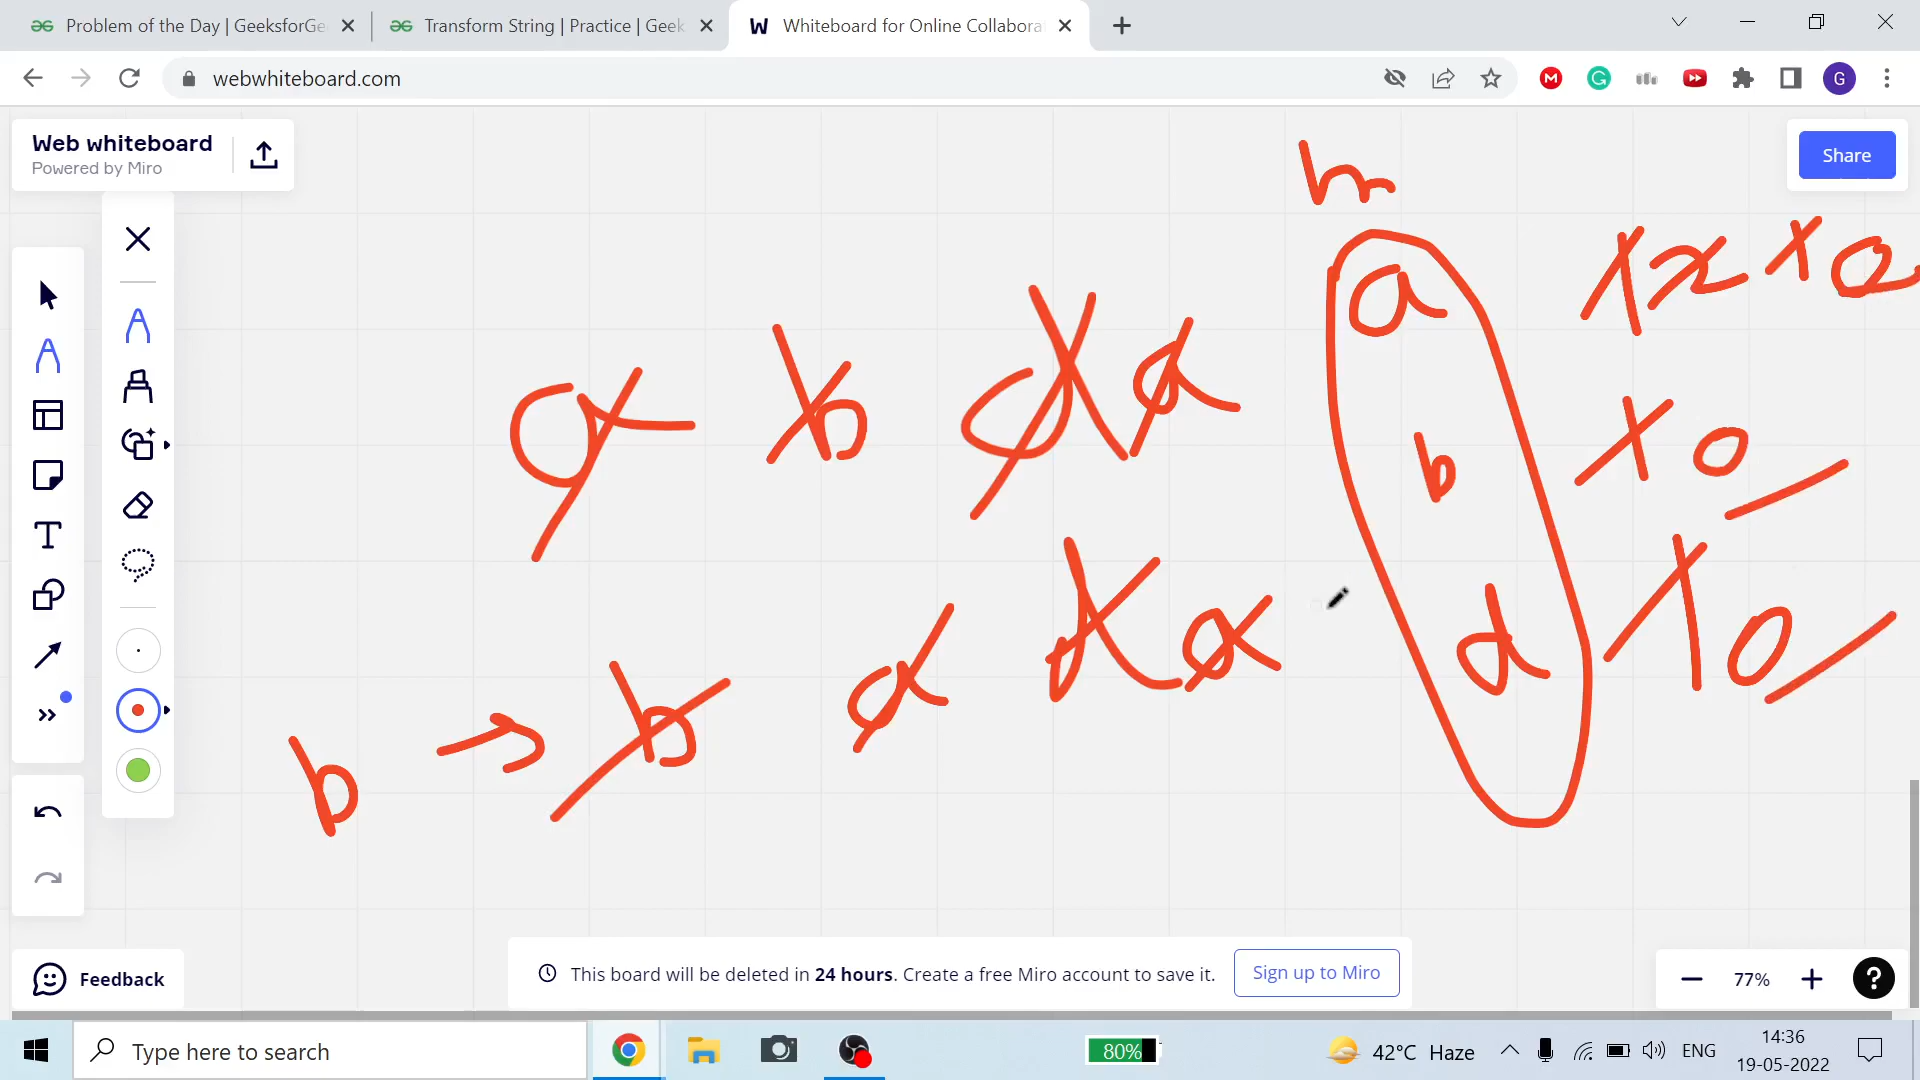 Problem of the Day | GeeksforGe
Transform String | Practice | Geek
Whiteboard for Online Collabora
webwhiteboard.com
G
Web whiteboard
Powered by Miro
Share
m
a
a b d a
b
d
b → b a d a
Feedback
This board will be deleted in 24 hours. Create a free Miro account to save it.
Sign up to Miro
77%
?
Type here to search
80%
42°C Haze
ENG
14:36
19-05-2022